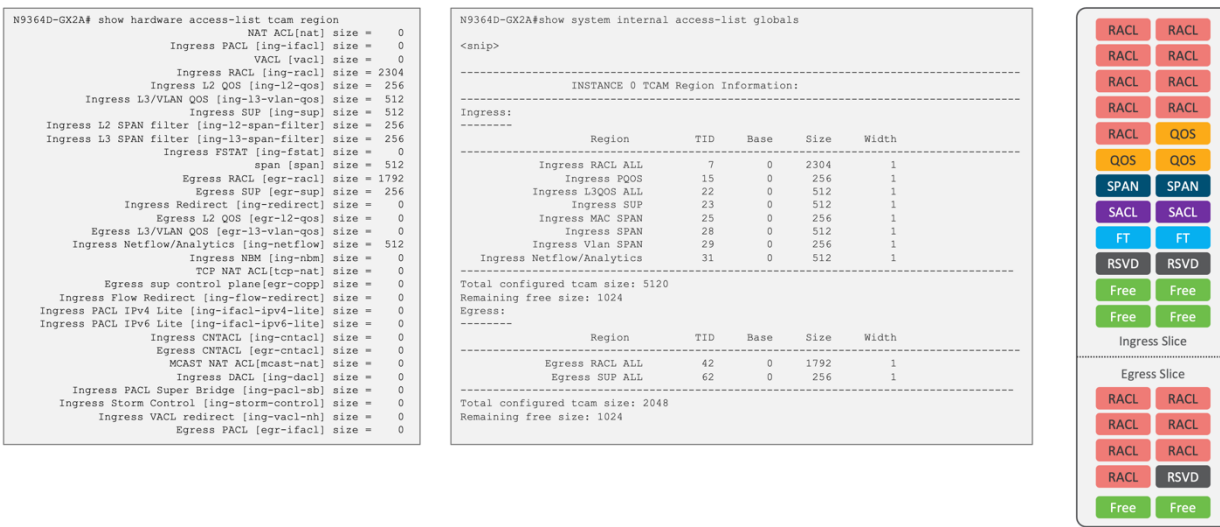 N9364D-GX2A# show hardware access-list tcam region
NAT ACL[nat] size = 0
Ingress PACL [ing-ifacl] size = 0
VACL [vacl] size = 0
Ingress RACL [ing-racl] size = 2304
Ingress L2 QOS [ing-l2-qos] size = 256
Ingress L3/VLAN QOS [ing-l3-vlan-qos] size = 512
Ingress SUP [ing-sup] size = 512
Ingress L2 SPAN filter [ing-l2-span-filter] size = 256
Ingress L3 SPAN filter [ing-l3-span-filter] size = 256
Ingress FSTAT [ing-fstat] size = 0
span [span] size = 512
Egress RACL [egr-racl] size = 1792
Egress SUP [egr-sup] size = 256
Ingress Redirect [ing-redirect] size = 0
Egress L2 QOS [egr-l2-qos] size = 0
Egress L3/VLAN QOS [egr-l3-vlan-qos] size = 0
Ingress Netflow/Analytics [ing-netflow] size = 512
Ingress NBM [ing-nbm] size = 0
TCP NAT ACL[tcp-nat] size = 0
Egress sup control plane[egr-copp] size = 0
Ingress Flow Redirect [ing-flow-redirect] size = 0
Ingress PACL IPv4 Lite [ing-ifacl-ipv4-lite] size = 0
Ingress PACL IPv6 Lite [ing-ifacl-ipv6-lite] size = 0
Ingress CNTACL [ing-cntacl] size = 0
Egress CNTACL [egr-cntacl] size = 0
MCAST NAT ACL[mcast-nat] size = 0
Ingress DACL [ing-dacl] size = 0
Ingress PACL Super Bridge [ing-pacl-sb] size = 0
Ingress Storm Control [ing-storm-control] size = 0
Ingress VACL redirect [ing-vacl-nh] size = 0
Egress PACL [egr-ifacl] size = 0
N9364D-GX2A#show system internal access-list globals
<snip>
--------------------------------------------------------------------------------
INSTANCE 0 TCAM Region Information:
--------------------------------------------------------------------------------
Ingress:
--------
Region TID Base Size Width
--------------------------------------------------------------------------------
Ingress RACL ALL 7 0 2304 1
Ingress PQOS 15 0 256 1
Ingress L3QOS ALL 22 0 512 1
Ingress SUP 23 0 512 1
Ingress MAC SPAN 25 0 256 1
Ingress SPAN 28 0 512 1
Ingress Vlan SPAN 29 0 256 1
Ingress Netflow/Analytics 31 0 512 1
-------------------------------------------------------------------------------
Total configured tcam size: 5120
Remaining free size: 1024
Egress:
--------
Region TID Base Size Width
--------------------------------------------------------------------------------
Egress RACL ALL 42 0 1792 1
Egress SUP ALL 62 0 256 1
-------------------------------------------------------------------------------
Total configured tcam size: 2048
Remaining free size: 1024
RACL RACL
RACL RACL
RACL RACL
RACL RACL
RACL QOS
QOS QOS
SPAN SPAN
SACL SACL
FT FT
RSVD RSVD
Free Free
Free Free
Ingress Slice
Egress Slice
RACL RACL
RACL RACL
RACL RACL
RACL RSVD
Free Free